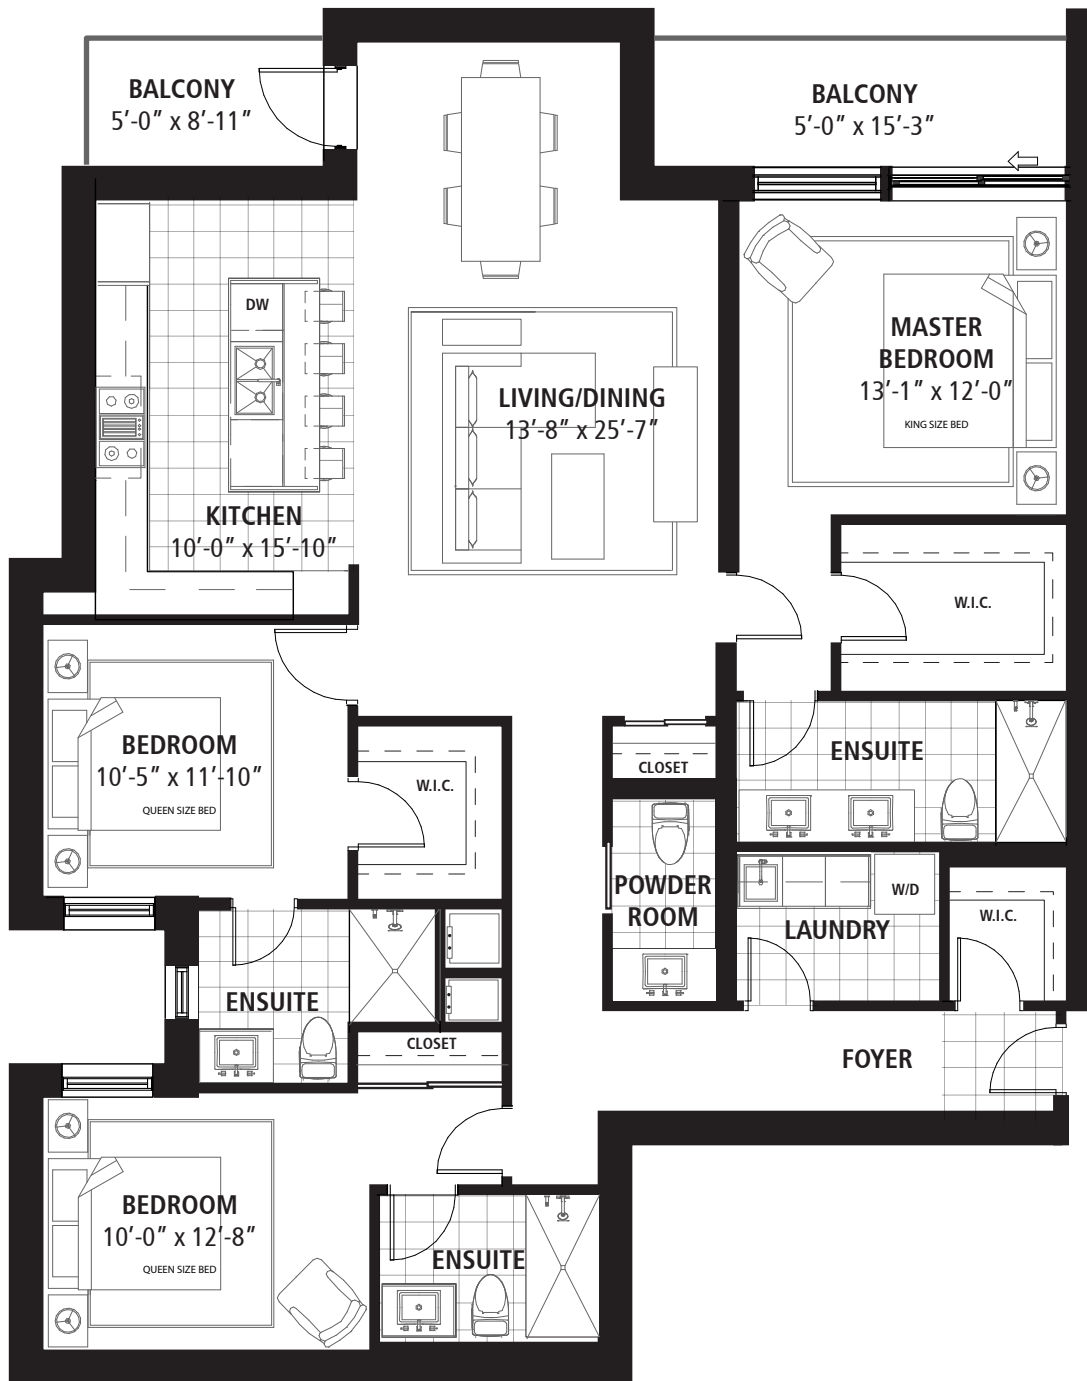 BALCONY
5'-0" x 8'-11"
BALCONY
5'-0" x 15'-3"
DW
MASTER
BEDROOM
13'-1" x 12'-0"
KING SIZE BED
LIVING/DINING
13'-8" x 25'-7"
KITCHEN
10'-0" x 15'-10"
W.I.C.
BEDROOM
10'-5" x 11'-10"
QUEEN SIZE BED
W.I.C.
CLOSET
ENSUITE
POWDER
ROOM
W/D
LAUNDRY
W.I.C.
ENSUITE
CLOSET
FOYER
BEDROOM
10'-0" x 12'-8"
QUEEN SIZE BED
ENSUITE